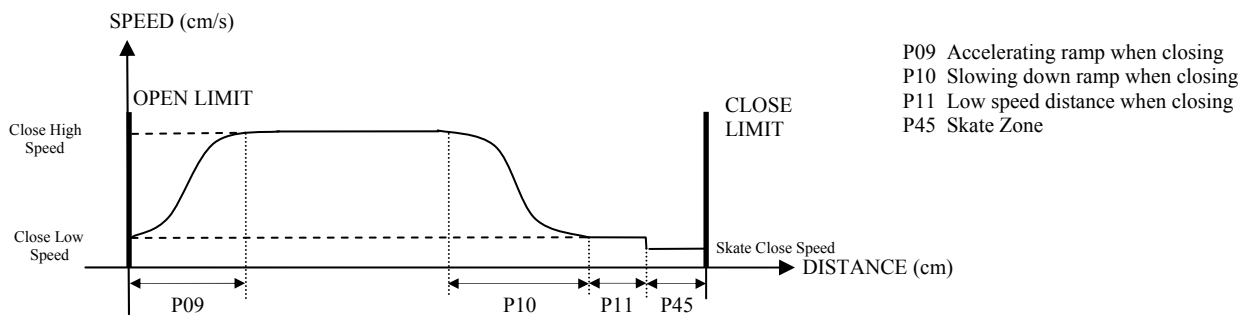 SPEED (cm/s)
P09 Accelerating ramp when closing
P10 Slowing down ramp when closing
P11 Low speed distance when closing
P45 Skate Zone
OPEN LIMIT
CLOSE
LIMIT
Close High
Speed
Close Low
Speed
Skate Close Speed
DISTANCE (cm)
P09
P10
P11
P45